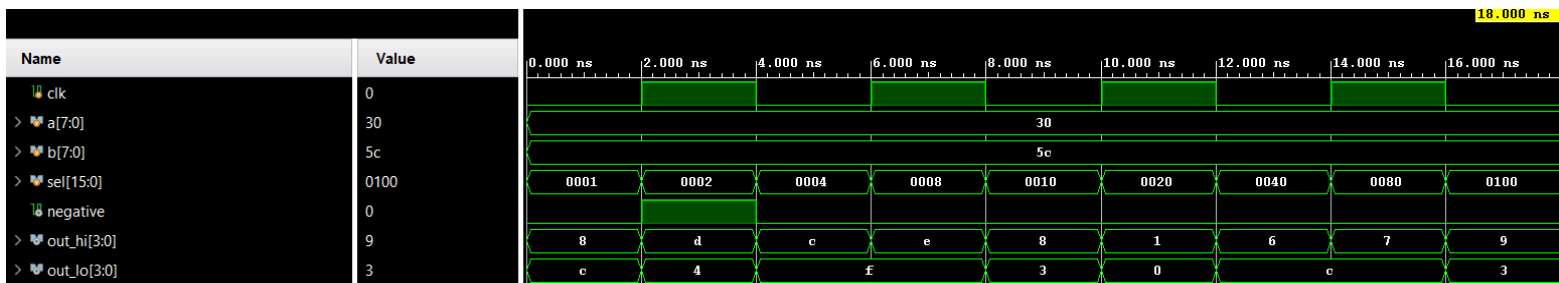 18.000 ns
Name Value
0.000 ns 2.000 ns 4.000 ns 6.000 ns 8.000 ns 10.000 ns 12.000 ns 14.000 ns 16.000 ns
clk 0
> a[7:0] 30 30
> b[7:0] 5c 5c
> sel[15:0] 0100 0001 0002 0004 0008 0010 0020 0040 0080 0100
negative 0
> out_hi[3:0] 9 8 d c e 8 1 6 7 9
> out_lo[3:0] 3 c 4 f 3 0 c 3